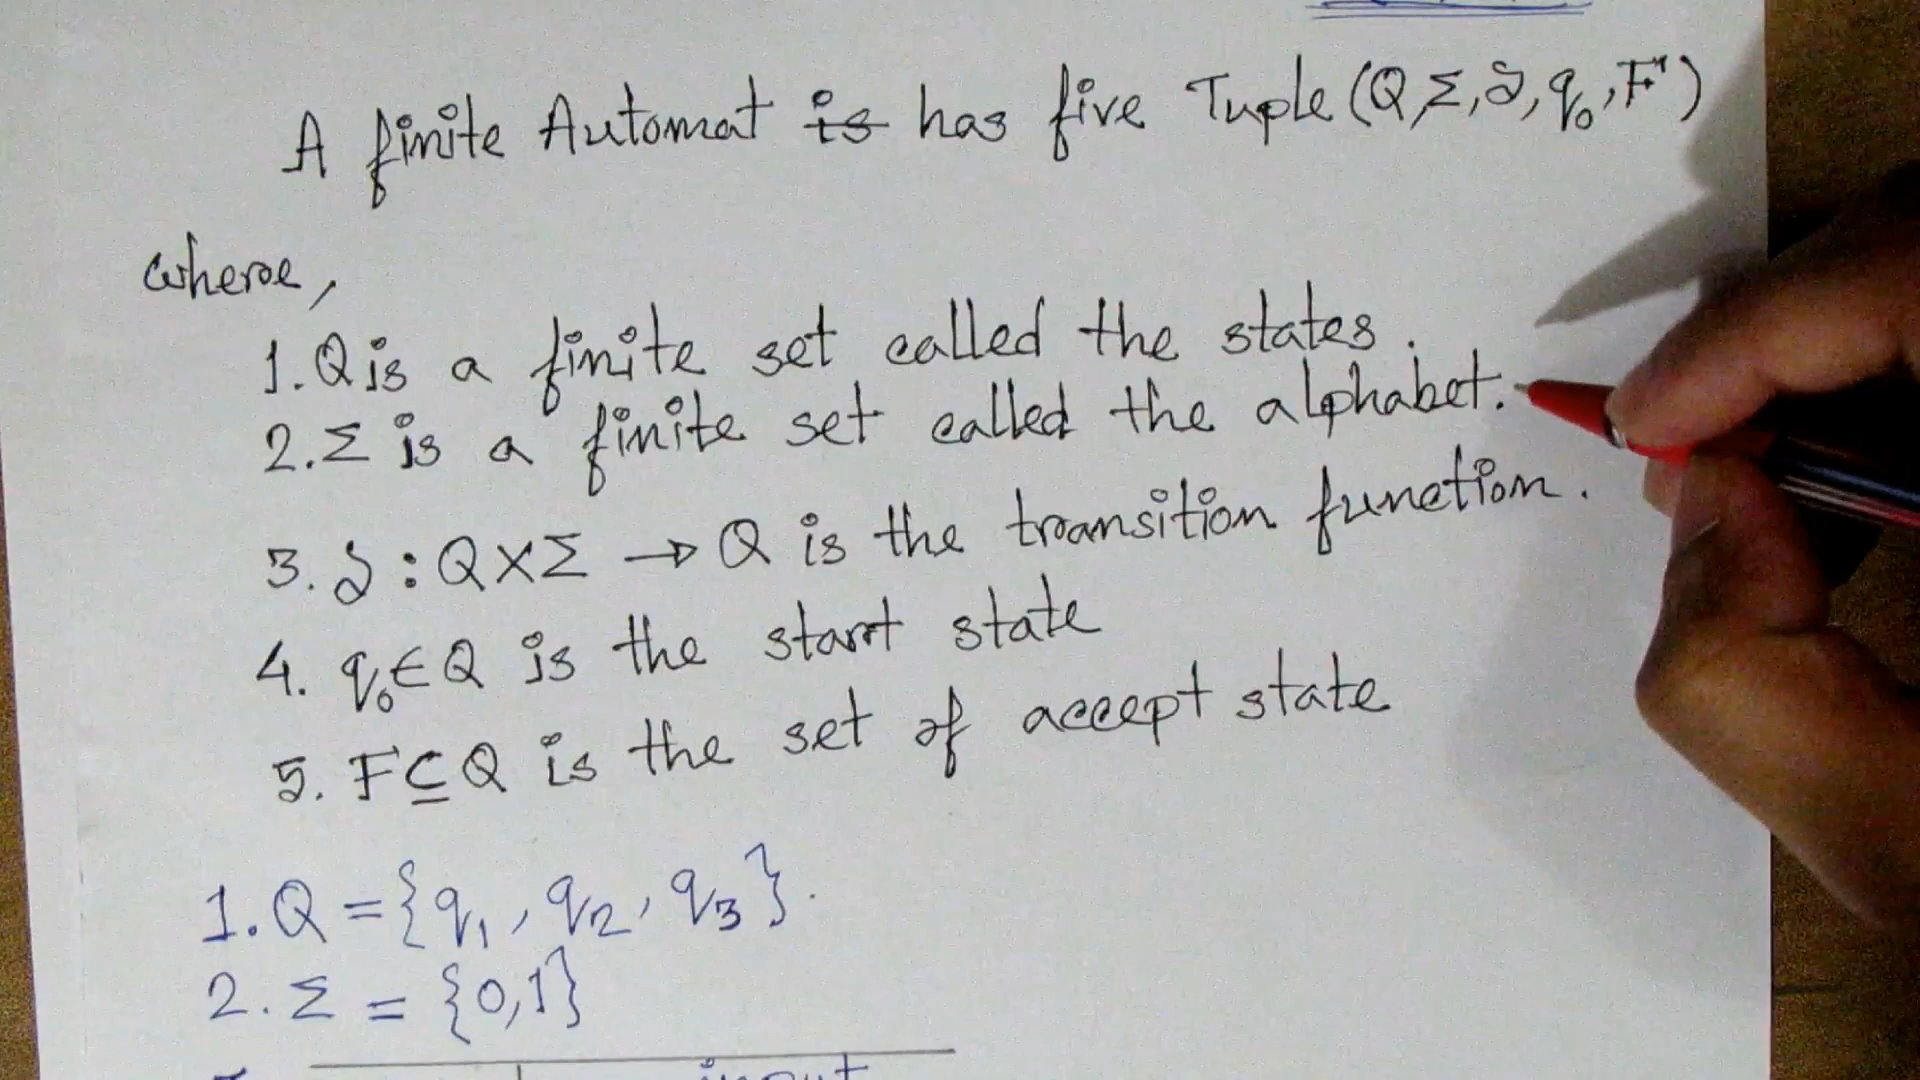 A finite Automat is has five Tuple (Q, Σ, δ, q₀, F)
where,
1. Q is a finite set called the states.
2. Σ is a finite set called the alphabet.
3. δ : Q X Σ → Q is the transition function.
4. q₀ ∈ Q is the start state
5. F ⊆ Q is the set of accept state
1. Q = {q₁, q₂, q₃}.
2. Σ = {0,1}
input